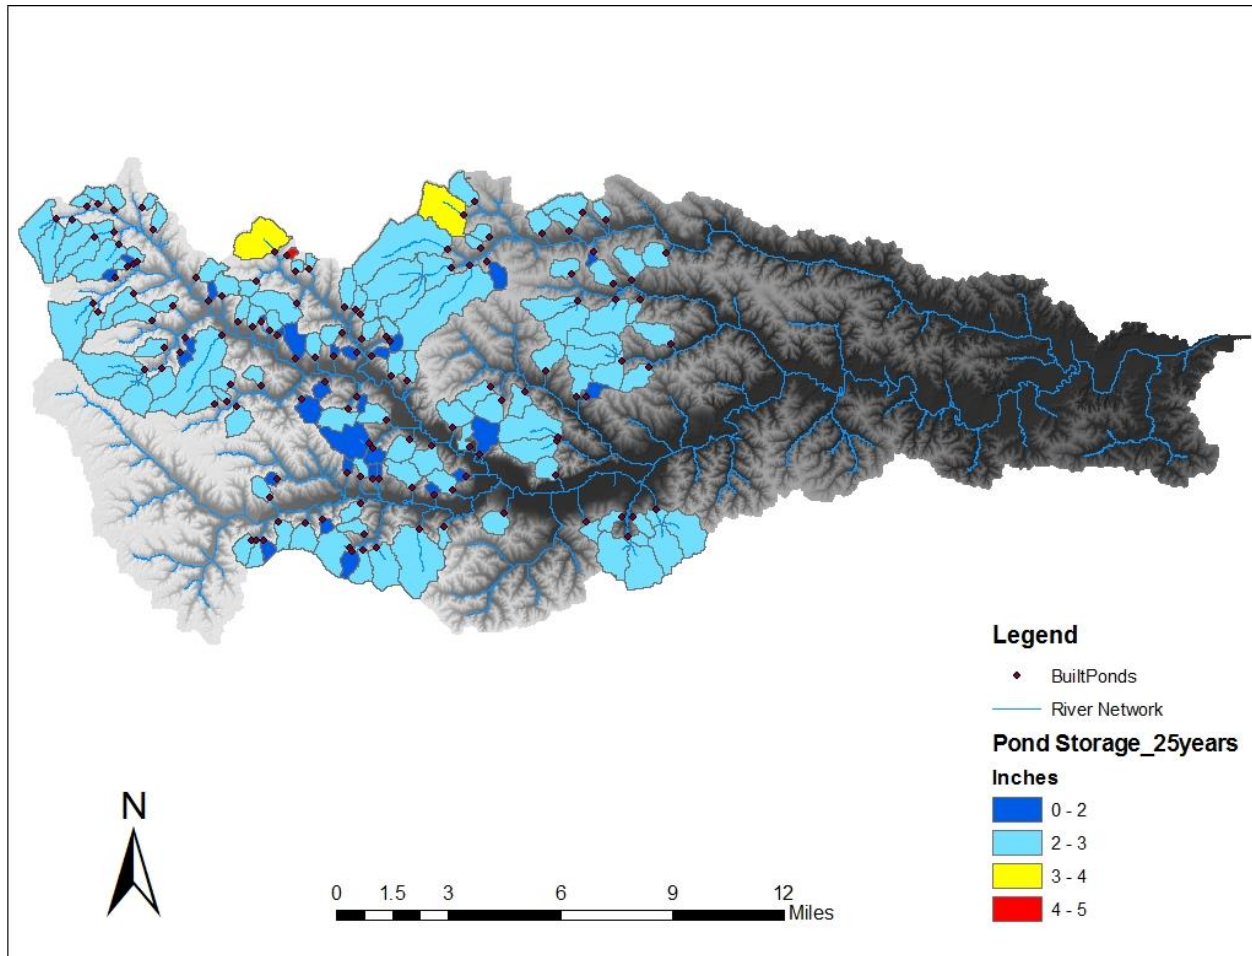 Legend
BuiltPonds
River Network
Pond Storage_25years
Inches
0 - 2
2 - 3
3 - 4
4 - 5
N
0 1.5 3 6 9 12
Miles